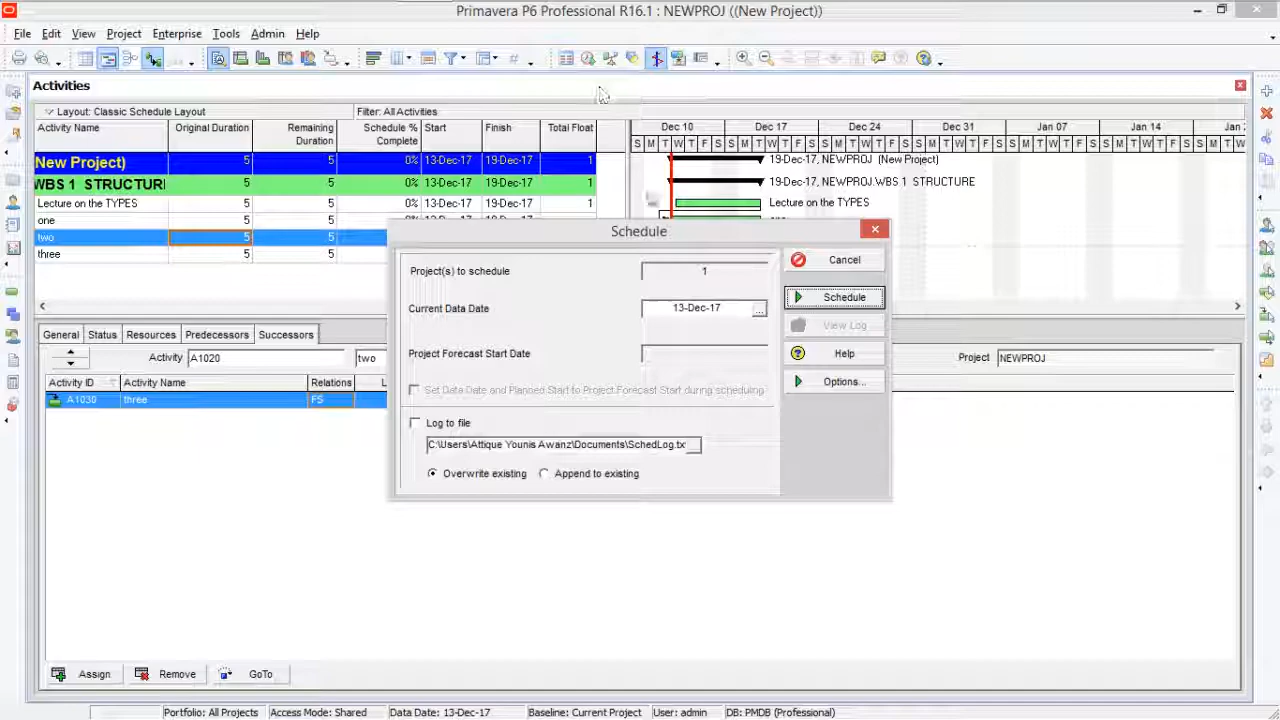 Primavera P6 Professional R16.1 : NEWPROJ ((New Project))
File Edit View Project Enterprise Tools Admin Help
Activities
Layout: Classic Schedule Layout Filter: All Activities
Activity Name Original Duration Remaining Duration Schedule % Complete Start Finish Total Float
Dec 10 Dec 17 Dec 24 Dec 31 Jan 07 Jan 14 Jan
S M T W T F S S M T W T F S S M T W T F S S M T W T F S S M T W T F S S M T W T F S S M
New Project) 5 5 0% 13-Dec-17 19-Dec-17 1 19-Dec-17, NEWPROJ (New Project)
WBS 1 STRUCTURI 5 5 0% 13-Dec-17 19-Dec-17 1 19-Dec-17, NEWPROJ.WBS 1 STRUCTURE
Lecture on the TYPES 5 5 0% 13-Dec-17 19-Dec-17 1 Lecture on the TYPES
one 5 5 0% 13-Dec-17 19-Dec-17
two 5 5
three 5 5
Schedule
Project(s) to schedule 1
Current Data Date 13-Dec-17 ...
Project Forecast Start Date
Set Data Date and Planned Start to Project Forecast Start during scheduling
Log to file
C:\Users\Attique Younis Awanz\Documents\SchedLog.tx
Overwrite existing Append to existing
Cancel
Schedule
View Log
Help
Options...
General Status Resources Predecessors Successors
Activity A1020 two Project NEWPROJ
Activity ID Activity Name Relations L
A1030 three FS
Assign Remove GoTo
Portfolio: All Projects Access Mode: Shared Data Date: 13-Dec-17 Baseline: Current Project User: admin DB: PMDB (Professional)